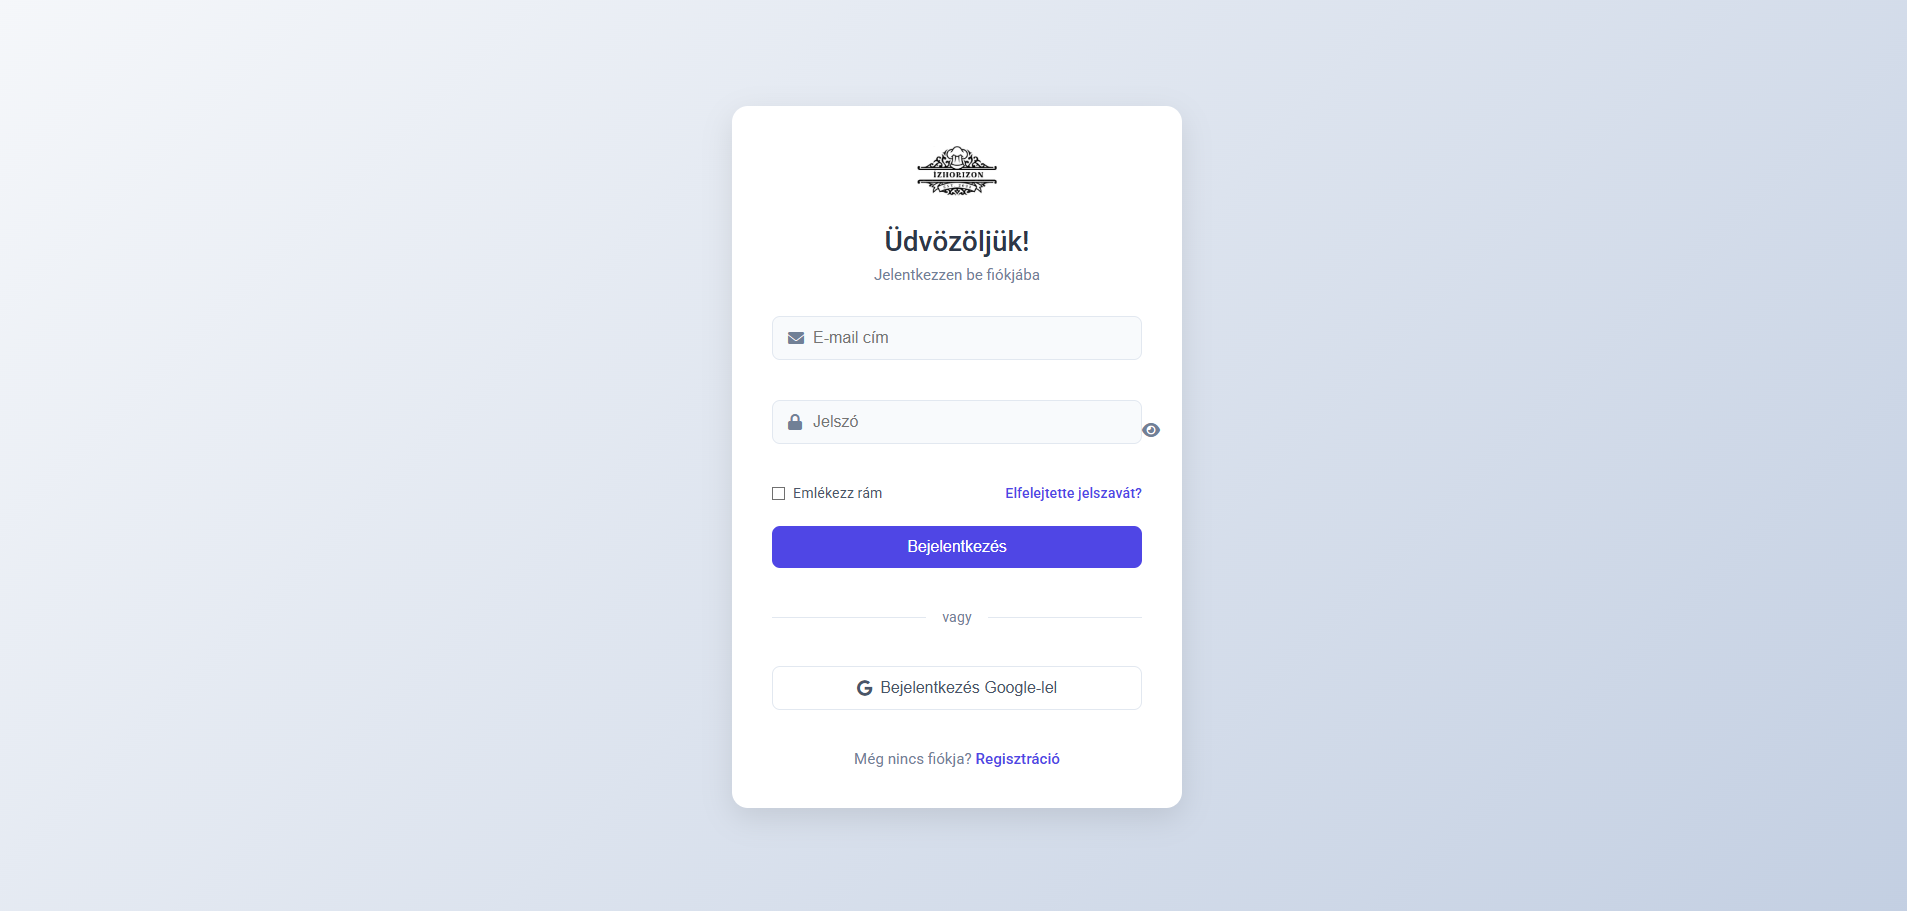 ÍZHORIZON
Üdvözöljük!
Jelentkezzen be fiókjába
E-mail cím
Jelszó
Emlékezz rám
Elfelejtette jelszavát?
Bejelentkezés
vagy
Bejelentkezés Google-lel
Még nincs fiókja? Regisztráció